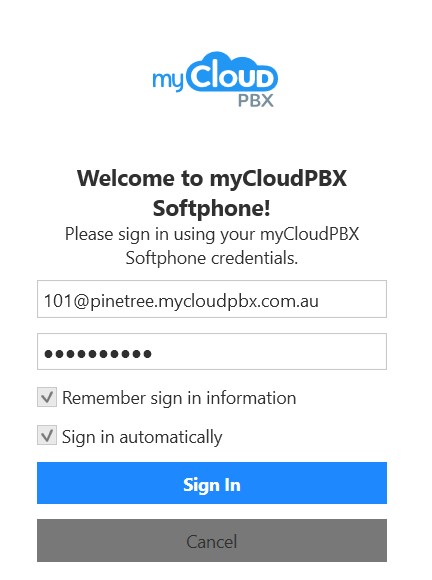 myCloud
PBX
Welcome to myCloudPBX
Softphone!
Please sign in using your myCloudPBX
Softphone credentials.
101@pinetree.mycloudpbx.com.au
●●●●●●●●●●
Remember sign in information
Sign in automatically
Sign In
Cancel